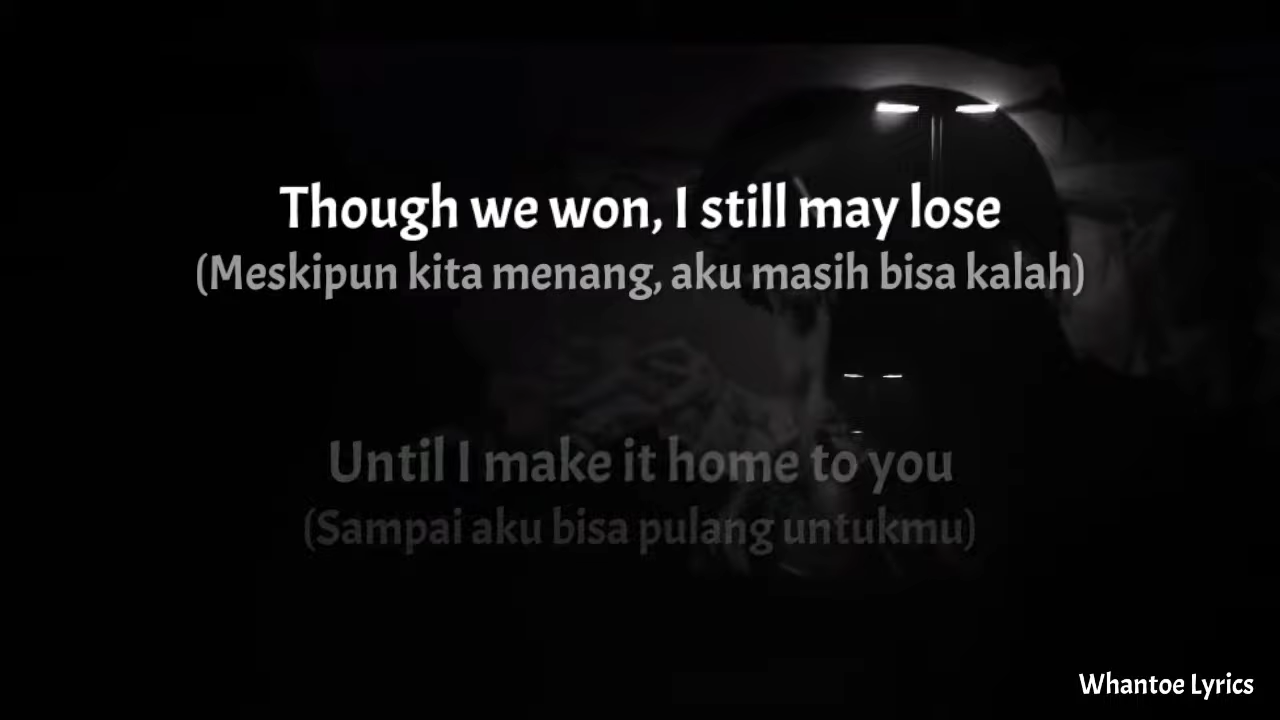 Though we won, I still may lose
(Meskipun kita menang, aku masih bisa kalah)
Until I make it home to you
(Sampai aku bisa pulang untukmu)
Whantoe Lyrics